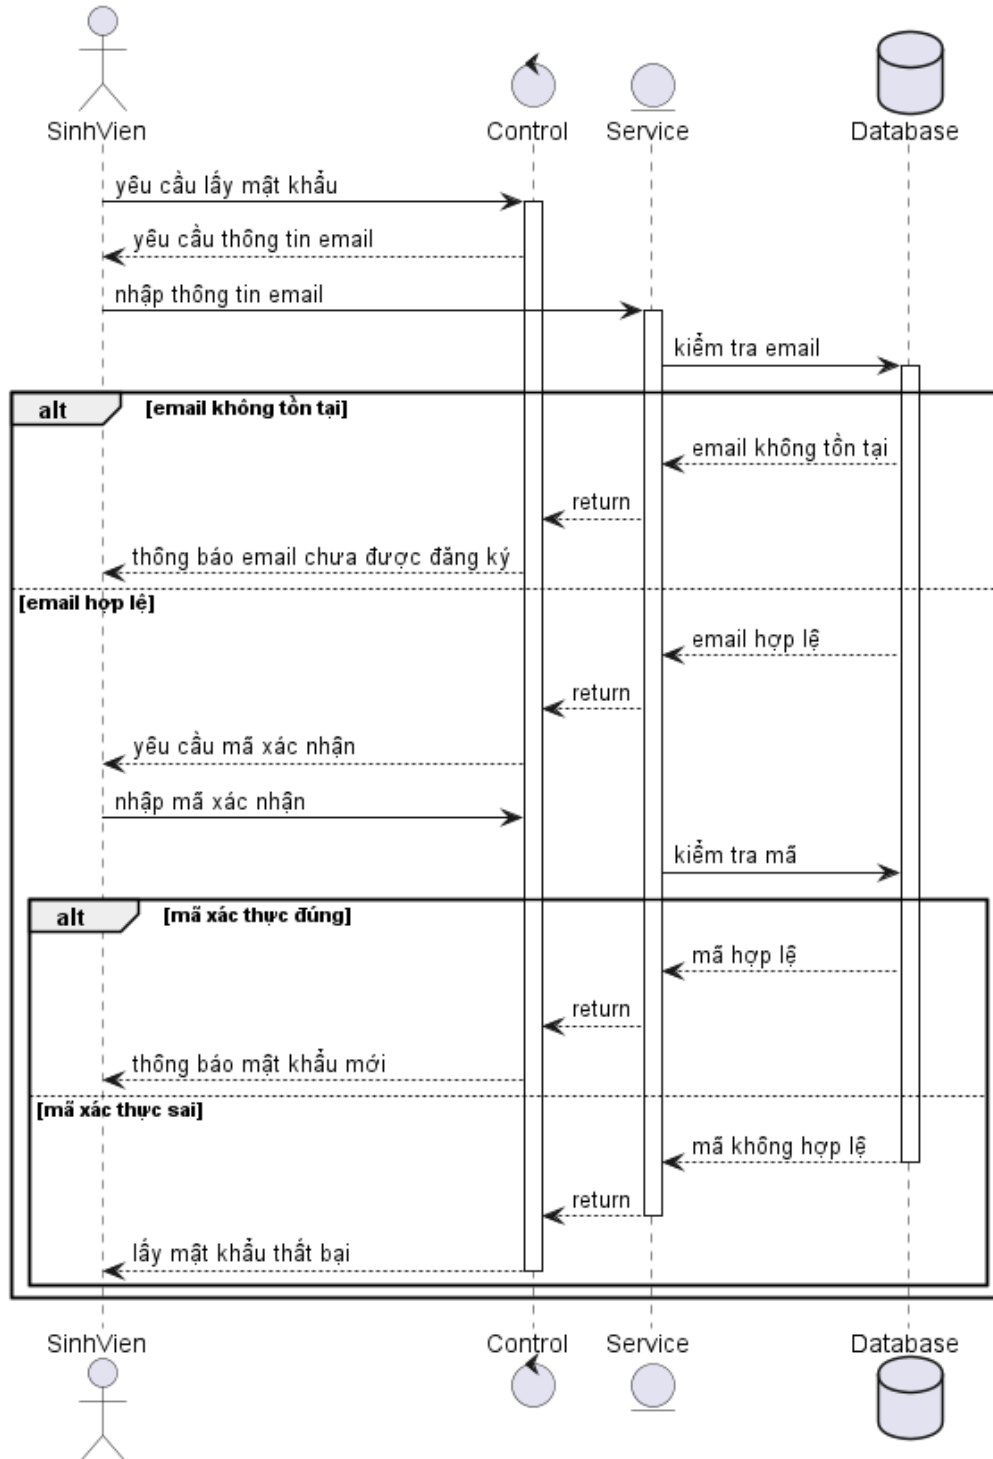 SinhVien
Control
Service
Database
yêu cầu lấy mật khẩu
yêu cầu thông tin email
nhập thông tin email
kiểm tra email
alt
[email không tồn tại]
email không tồn tại
return
thông báo email chưa được đăng ký
[email hợp lệ]
email hợp lệ
return
yêu cầu mã xác nhận
nhập mã xác nhận
kiểm tra mã
alt
[mã xác thực đúng]
mã hợp lệ
return
thông báo mật khẩu mới
[mã xác thực sai]
mã không hợp lệ
return
lấy mật khẩu thất bại
SinhVien
Control
Service
Database